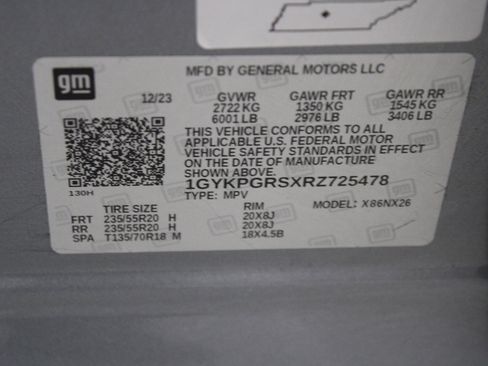 gm
MFD BY GENERAL MOTORS LLC
12/23 GVWR GAWR FRT GAWR RR
2722 KG 1350 KG 1545 KG
6001 LB 2976 LB 3406 LB
THIS VEHICLE CONFORMS TO ALL
APPLICABLE U.S. FEDERAL MOTOR
VEHICLE SAFETY STANDARDS IN EFFECT
ON THE DATE OF MANUFACTURE
SHOWN ABOVE.
1GYKPGRSXRZ725478
130H
TYPE: MPV MODEL: X86NX26
TIRE SIZE RIM
FRT 235/55R20 H 20X8J
RR 235/55R20 H 20X8J
SPA T135/70R18 M 18X4.5B